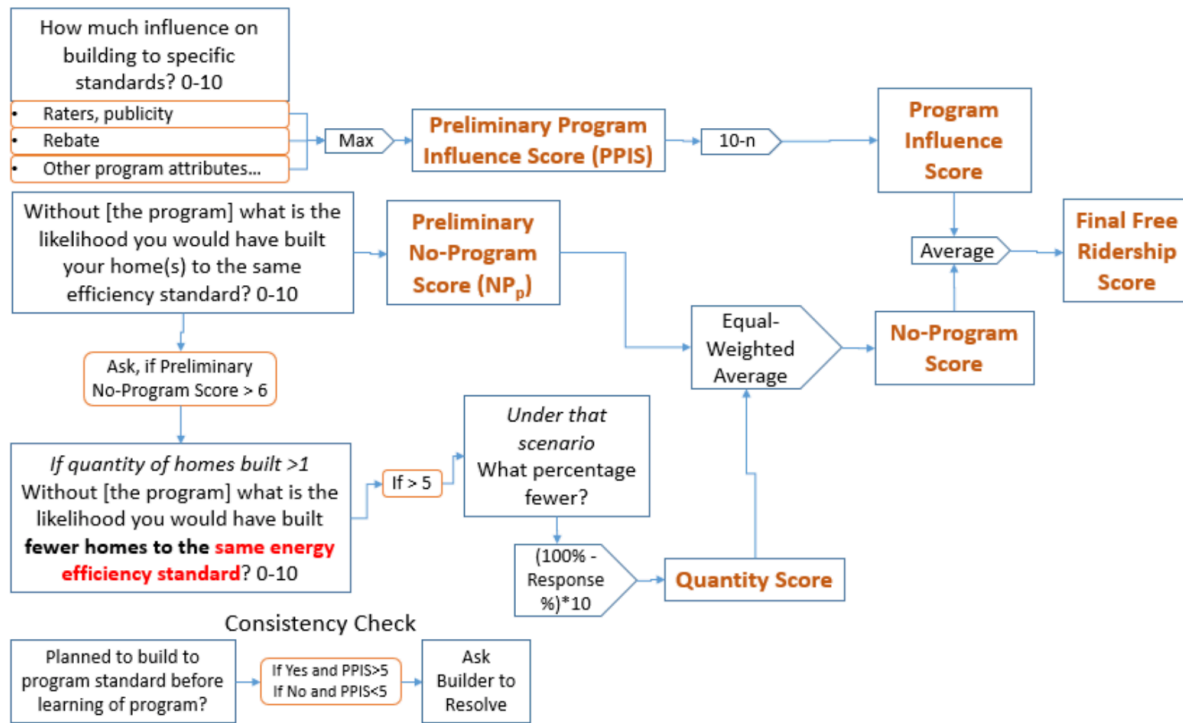 How much influence on
building to specific
standards? 0-10
• Raters, publicity
• Rebate
• Other program attributes...
Max
Preliminary Program
Influence Score (PPIS)
10-n
Program
Influence
Score
Without [the program] what is the
likelihood you would have built
your home(s) to the same
efficiency standard? 0-10
Preliminary
No-Program
Score (NPp)
Average
Final Free
Ridership
Score
Equal-
Weighted
Average
No-Program
Score
Ask, if Preliminary
No-Program Score > 6
If quantity of homes built >1
Without [the program] what is the
likelihood you would have built
fewer homes to the same energy
efficiency standard? 0-10
If > 5
Under that
scenario
What percentage
fewer?
(100% -
Response
%)*10
Quantity Score
Consistency Check
Planned to build to
program standard before
learning of program?
If Yes and PPIS>5
If No and PPIS<5
Ask
Builder to
Resolve